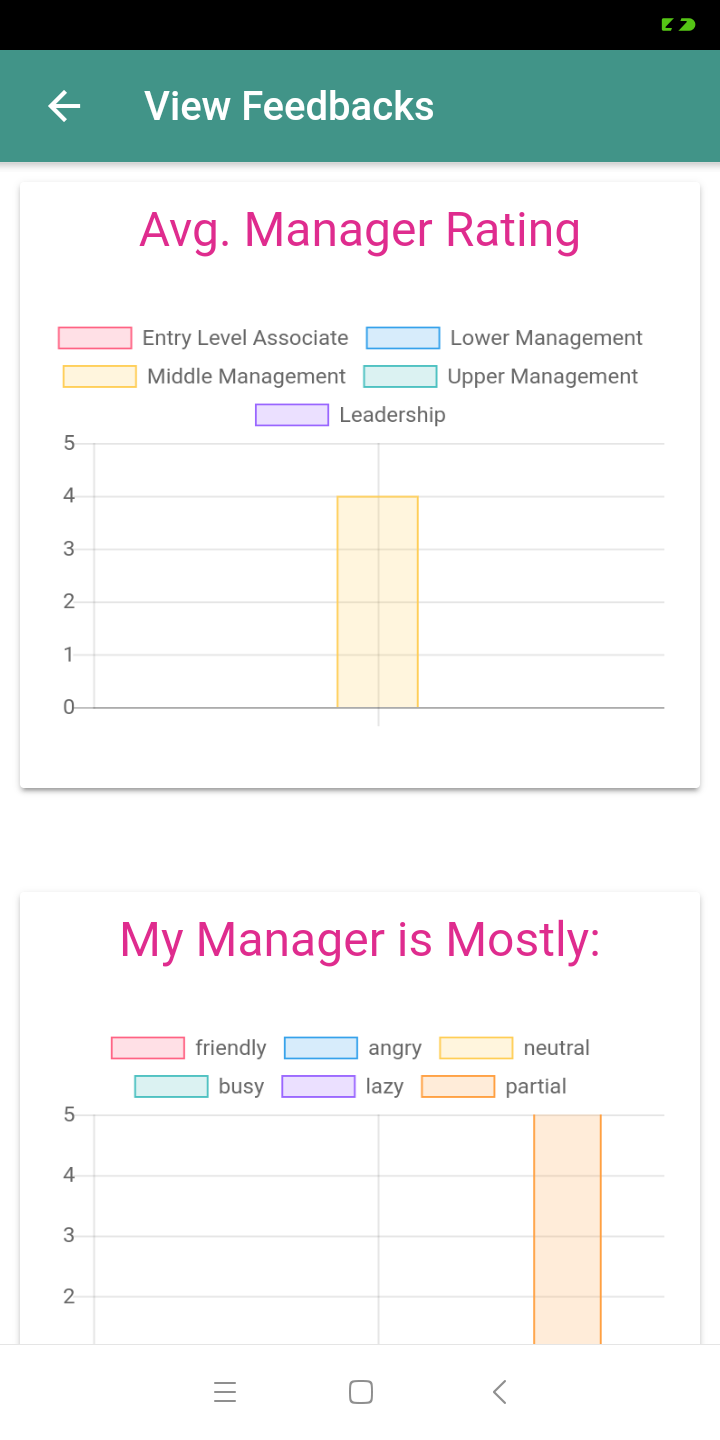 View Feedbacks
Avg. Manager Rating
Entry Level Associate Lower Management
Middle Management Upper Management
Leadership
5
4
3
2
1
0
My Manager is Mostly:
friendly angry neutral
busy lazy partial
5
4
3
2